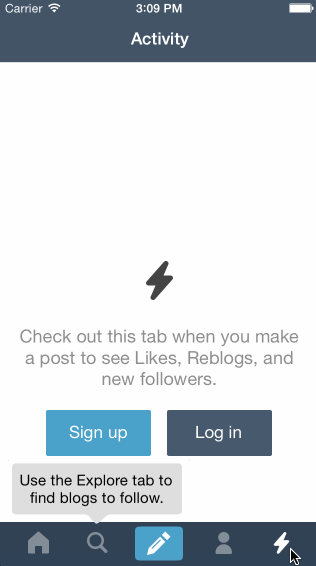 Carrier 3:09 PM
Activity
Check out this tab when you make
a post to see Likes, Reblogs, and
new followers.
Sign up Log in
Use the Explore tab to
find blogs to follow.